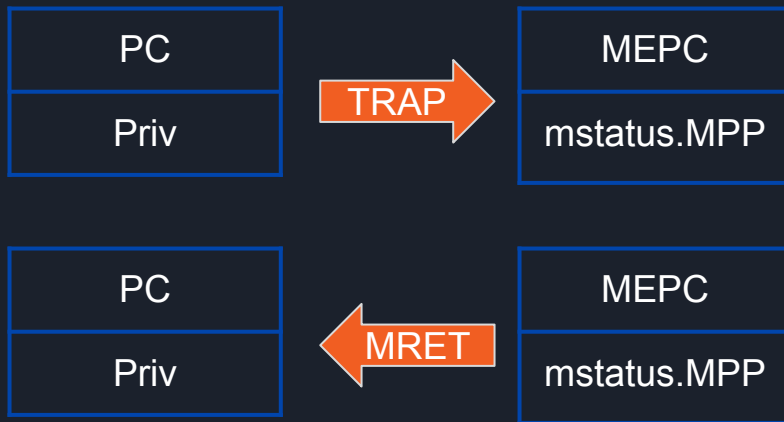 PC
MEPC
TRAP
Priv
mstatus.MPP
PC
MEPC
MRET
Priv
mstatus.MPP